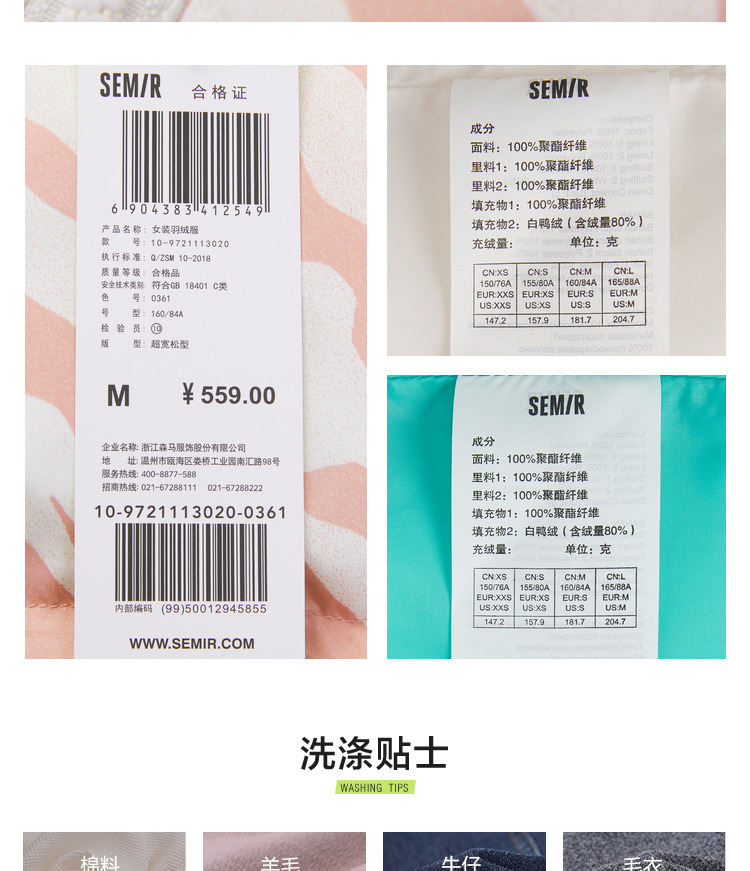 SEMIR 合格证
6 904383 412549
产品名称: 女装羽绒服
款 号: 10-9721113020
执行标准: Q/ZSM 10-2018
质量等级: 合格品
安全技术类别: 符合GB 18401 C类
色 号: 0361
号 型: 160/84A
检 验 员: ⑩
版 型: 超宽松型
M ¥ 559.00
企业名称: 浙江森马服饰股份有限公司
地 址: 温州市瓯海区娄桥工业园南汇路98号
服务热线: 400-8877-588
招商热线: 021-67288111 021-67288222
10-9721113020-0361
内部编码 (99)50012945855
WWW.SEMIR.COM
SEMIR
成分
面料: 100%聚酯纤维
里料1: 100%聚酯纤维
里料2: 100%聚酯纤维
填充物1: 100%聚酯纤维
填充物2: 白鸭绒(含绒量80%)
充绒量: 单位: 克
CN:XS CN:S CN:M CN:L
150/76A 155/80A 160/84A 165/88A
EUR:XXS EUR:XS EUR:S EUR:M
US:XXS US:XS US:S US:M
147.2 157.9 181.7 204.7
SEMIR
成分
面料: 100%聚酯纤维
里料1: 100%聚酯纤维
里料2: 100%聚酯纤维
填充物1: 100%聚酯纤维
填充物2: 白鸭绒(含绒量80%)
充绒量: 单位: 克
CN:XS CN:S CN:M CN:L
150/76A 155/80A 160/84A 165/88A
EUR:XXS EUR:XS EUR:S EUR:M
US:XXS US:XS US:S US:M
147.2 157.9 181.7 204.7
洗涤贴士
WASHING TIPS
棉料 羊毛 牛仔 毛衣